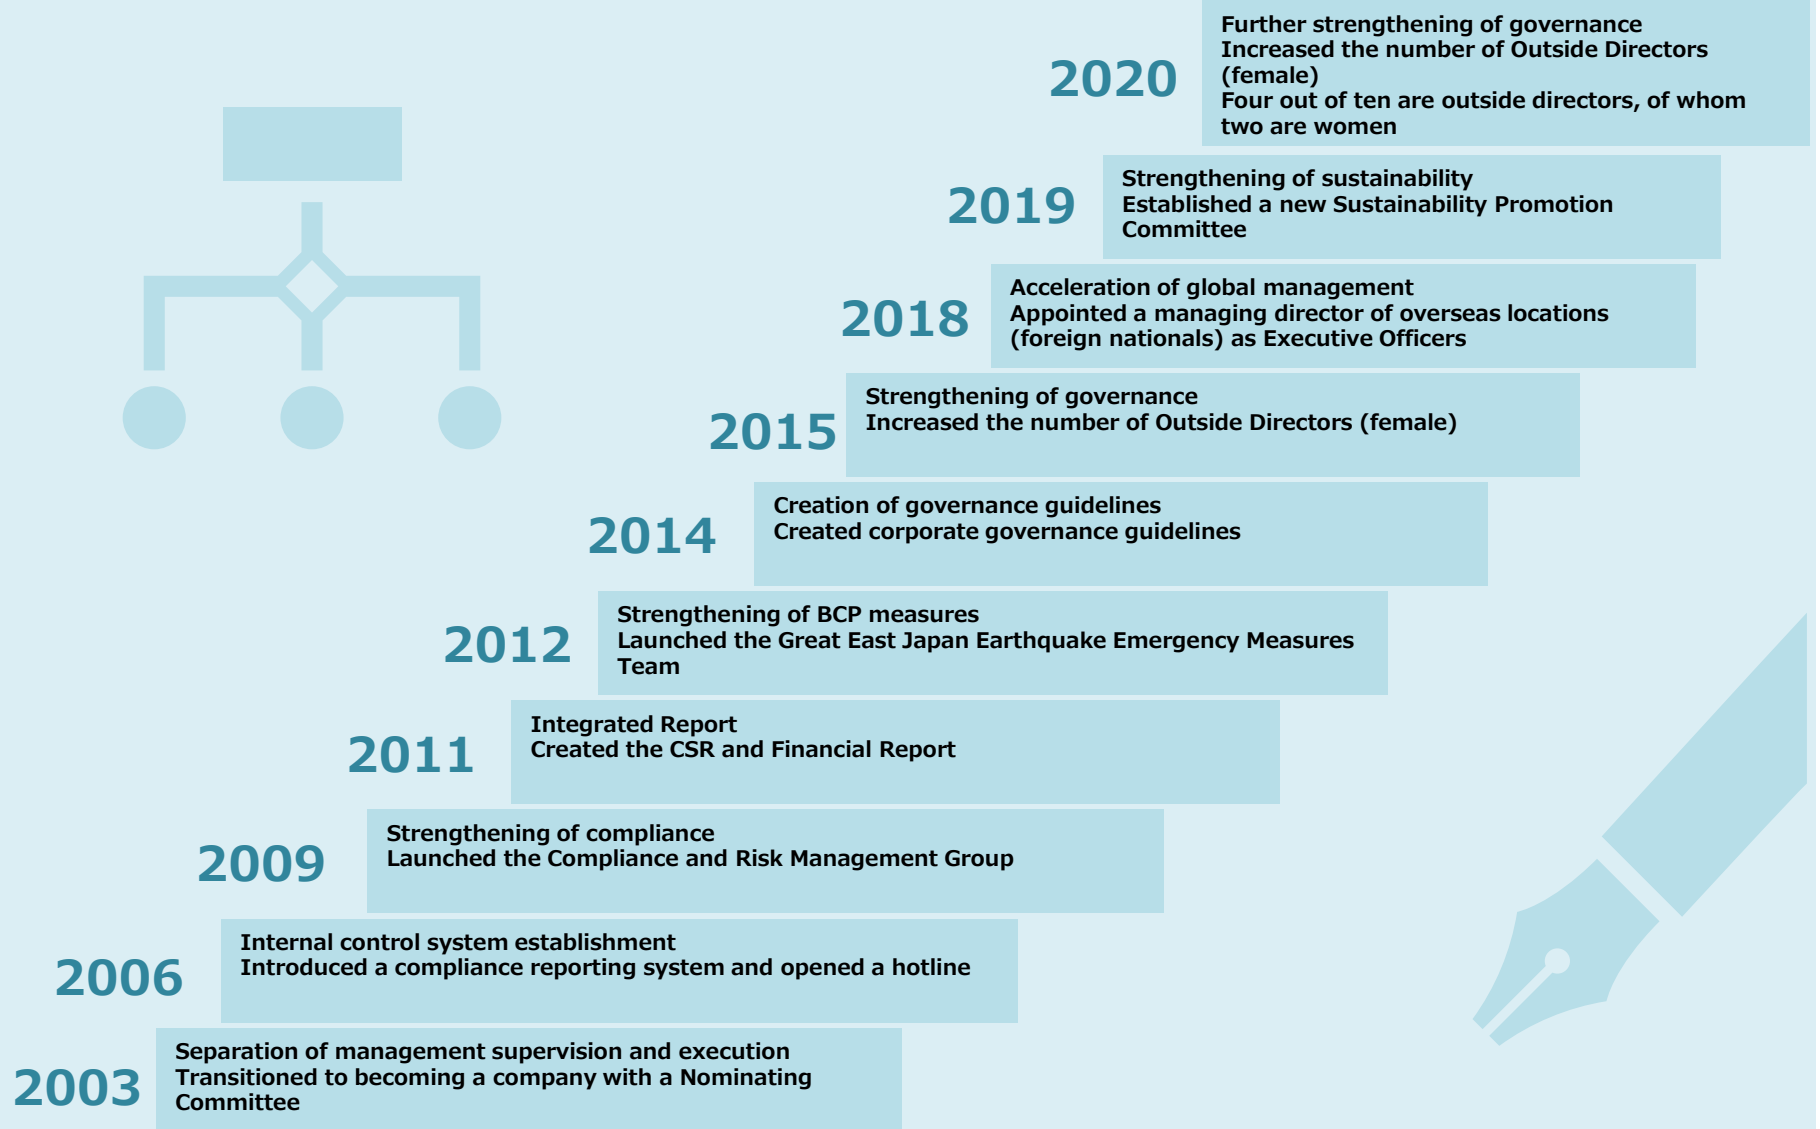 2020
Further strengthening of governance
Increased the number of Outside Directors
(female)
Four out of ten are outside directors, of whom
two are women
2019
Strengthening of sustainability
Established a new Sustainability Promotion
Committee
2018
Acceleration of global management
Appointed a managing director of overseas locations
(foreign nationals) as Executive Officers
2015
Strengthening of governance
Increased the number of Outside Directors (female)
2014
Creation of governance guidelines
Created corporate governance guidelines
2012
Strengthening of BCP measures
Launched the Great East Japan Earthquake Emergency Measures
Team
2011
Integrated Report
Created the CSR and Financial Report
2009
Strengthening of compliance
Launched the Compliance and Risk Management Group
2006
Internal control system establishment
Introduced a compliance reporting system and opened a hotline
2003
Separation of management supervision and execution
Transitioned to becoming a company with a Nominating
Committee